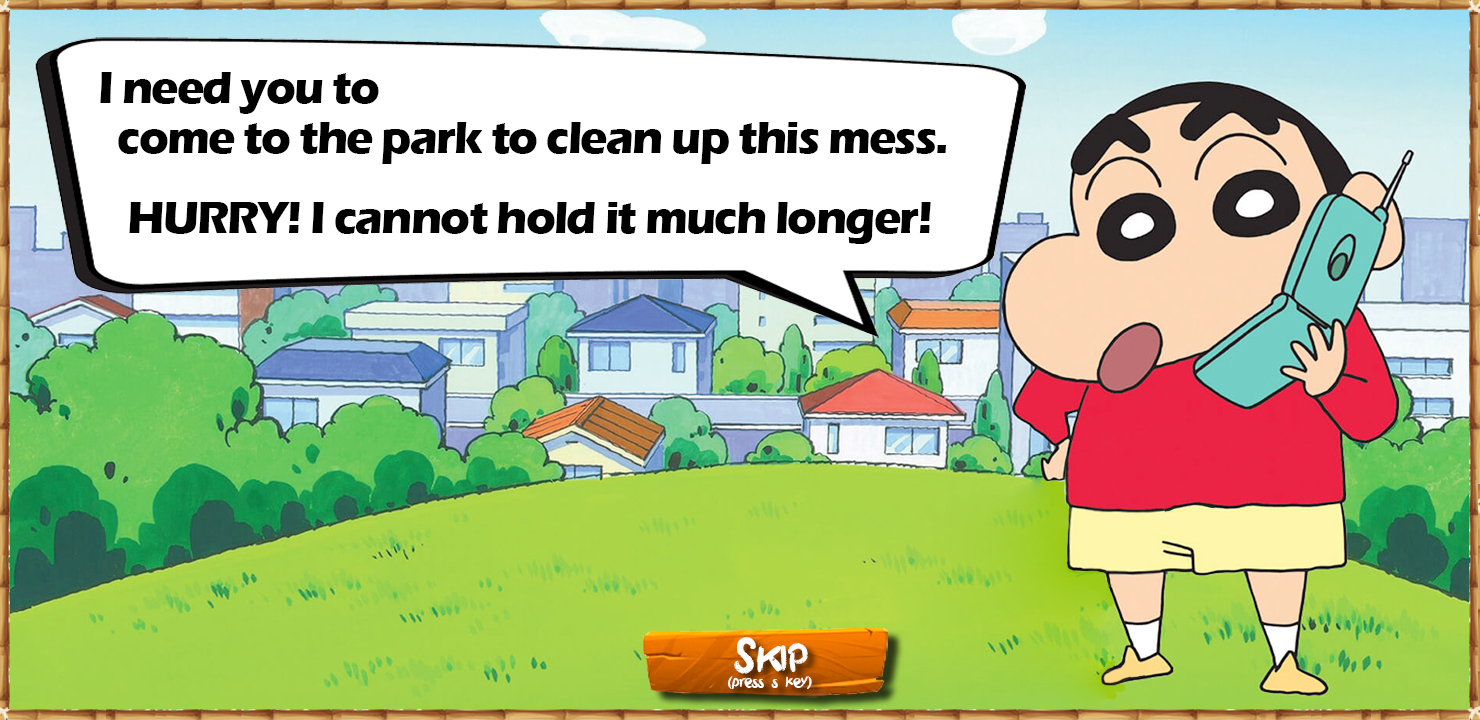 I need you to
come to the park to clean up this mess.
HURRY! I cannot hold it much longer!
SKIP
(press s key)